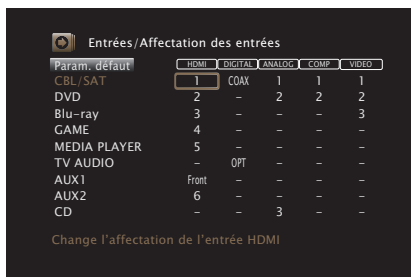 Entrées/Affectation des entrées
Param. défaut HDMI DIGITAL ANALOG COMP VIDEO
CBL/SAT 1 COAX 1 1 1
DVD 2 – 2 2 2
Blu-ray 3 – – – 3
GAME 4 – – – –
MEDIA PLAYER 5 – – – –
TV AUDIO – OPT – – –
AUX1 Front – – – –
AUX2 6 – – – –
CD – – 3 – –
Change l'affectation de l'entrée HDMI